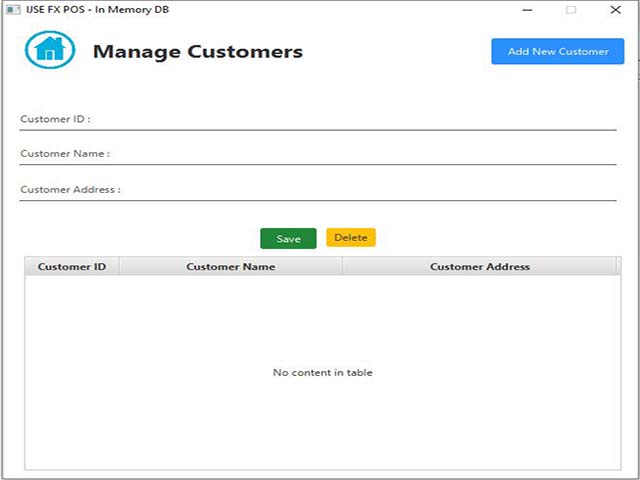 IJSE FX POS - In Memory DB
Manage Customers
Add New Customer
Customer ID :
Customer Name :
Customer Address :
Save
Delete
Customer ID
Customer Name
Customer Address
No content in table